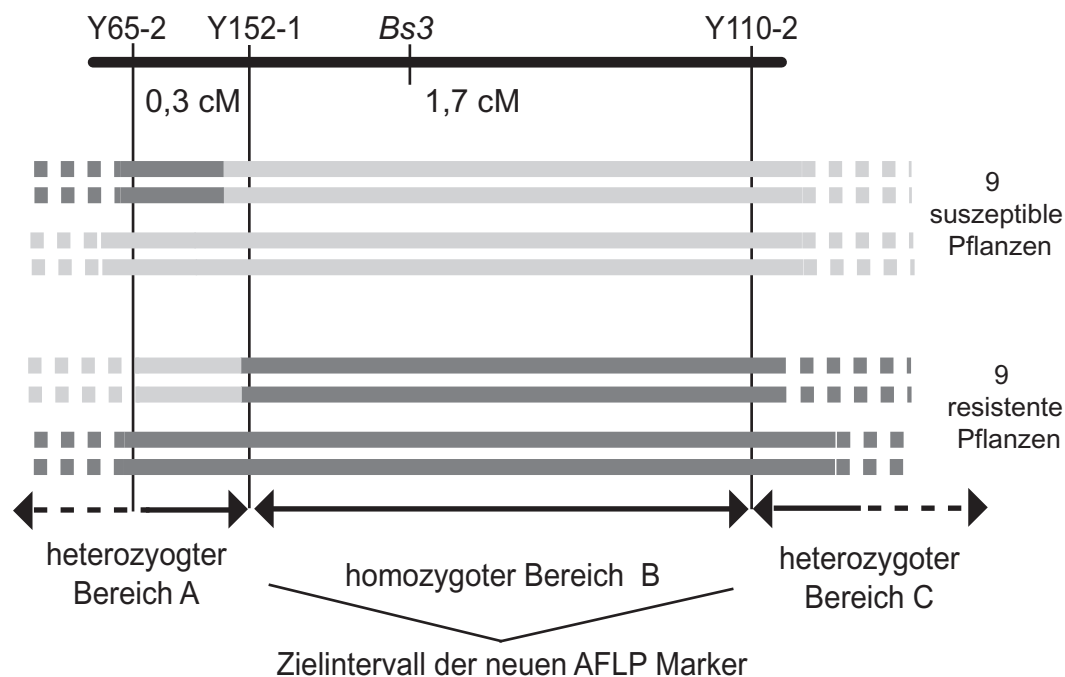 Y65-2 Y152-1 Bs3 Y110-2
0,3 cM 1,7 cM
9
suszeptible
Pflanzen
9
resistente
Pflanzen
heterozyogter
Bereich A
homozygoter Bereich B
heterozygoter
Bereich C
Zielintervall der neuen AFLP Marker